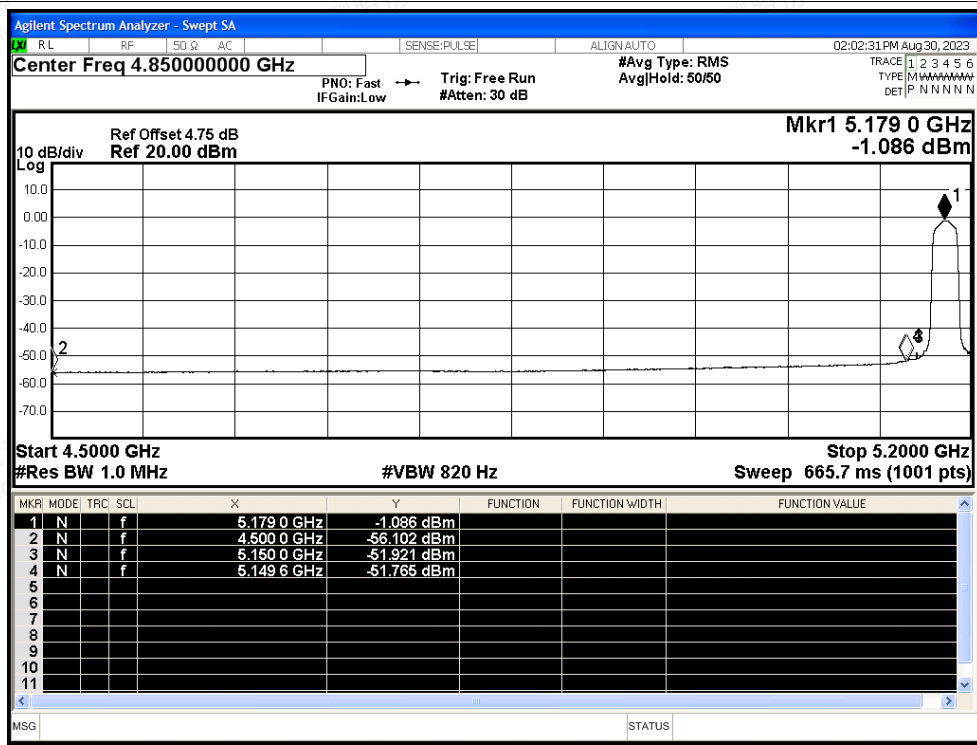 Agilent Spectrum Analyzer - Swept SA
LXI RL RF 50 Ω AC SENSE:PULSE ALIGN AUTO 02:02:31 PM Aug 30, 2023
Center Freq 4.850000000 GHz
PNO: Fast
IFGain:Low
Trig: Free Run
#Atten: 30 dB
#Avg Type: RMS
Avg|Hold: 50/50
TRACE 1 2 3 4 5 6
TYPE M WWWWW
DET P N N N N N
Mkr1 5.179 0 GHz
-1.086 dBm
Ref Offset 4.75 dB
10 dB/div Ref 20.00 dBm
Log
10.0
0.00
-10.0
-20.0
-30.0
-40.0
-50.0
-60.0
-70.0
1
2
4
Start 4.5000 GHz Stop 5.2000 GHz
#Res BW 1.0 MHz #VBW 820 Hz Sweep 665.7 ms (1001 pts)
MKR MODE TRC SCL X Y FUNCTION FUNCTION WIDTH FUNCTION VALUE
1 N f 5.179 0 GHz -1.086 dBm
2 N f 4.500 0 GHz -56.102 dBm
3 N f 5.150 0 GHz -51.921 dBm
4 N f 5.149 6 GHz -51.765 dBm
5
6
7
8
9
10
11
MSG STATUS